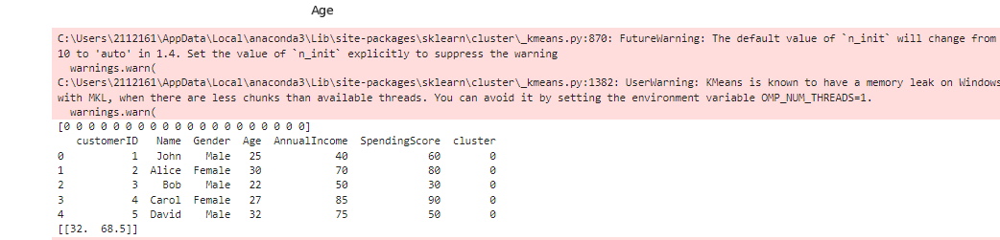 Age
C:\Users\2112161\AppData\Local\anaconda3\Lib\site-packages\sklearn\cluster\_kmeans.py:870: FutureWarning: The default value of `n_init` will change from
10 to 'auto' in 1.4. Set the value of `n_init` explicitly to suppress the warning
  warnings.warn(
C:\Users\2112161\AppData\Local\anaconda3\Lib\site-packages\sklearn\cluster\_kmeans.py:1382: UserWarning: KMeans is known to have a memory leak on Windows
with MKL, when there are less chunks than available threads. You can avoid it by setting the environment variable OMP_NUM_THREADS=1.
  warnings.warn(
[0 0 0 0 0 0 0 0 0 0 0 0 0 0 0 0 0 0 0 0]
   customerID   Name  Gender  Age  AnnualIncome  SpendingScore  cluster
0           1   John    Male   25            40             60        0
1           2  Alice  Female   30            70             80        0
2           3    Bob    Male   22            50             30        0
3           4  Carol  Female   27            85             90        0
4           5  David    Male   32            75             50        0
[[32.  68.5]]